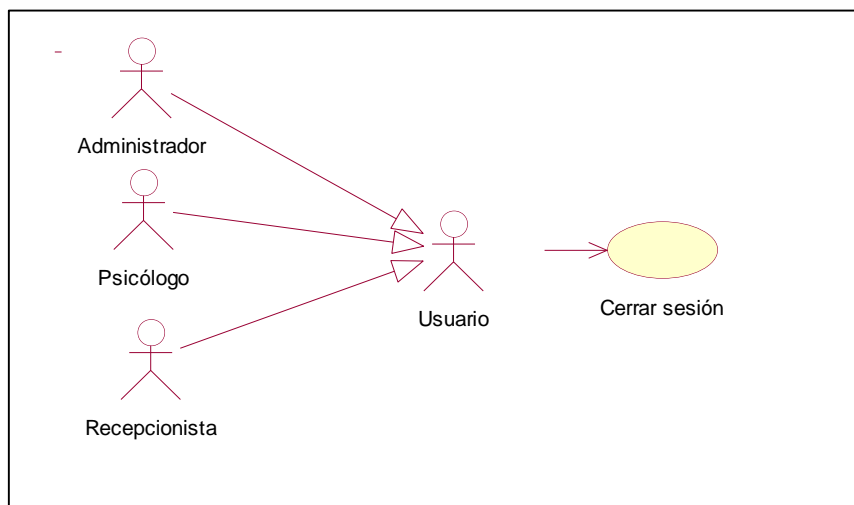 Administrador
Psicólogo
Usuario
Cerrar sesión
Recepcionista